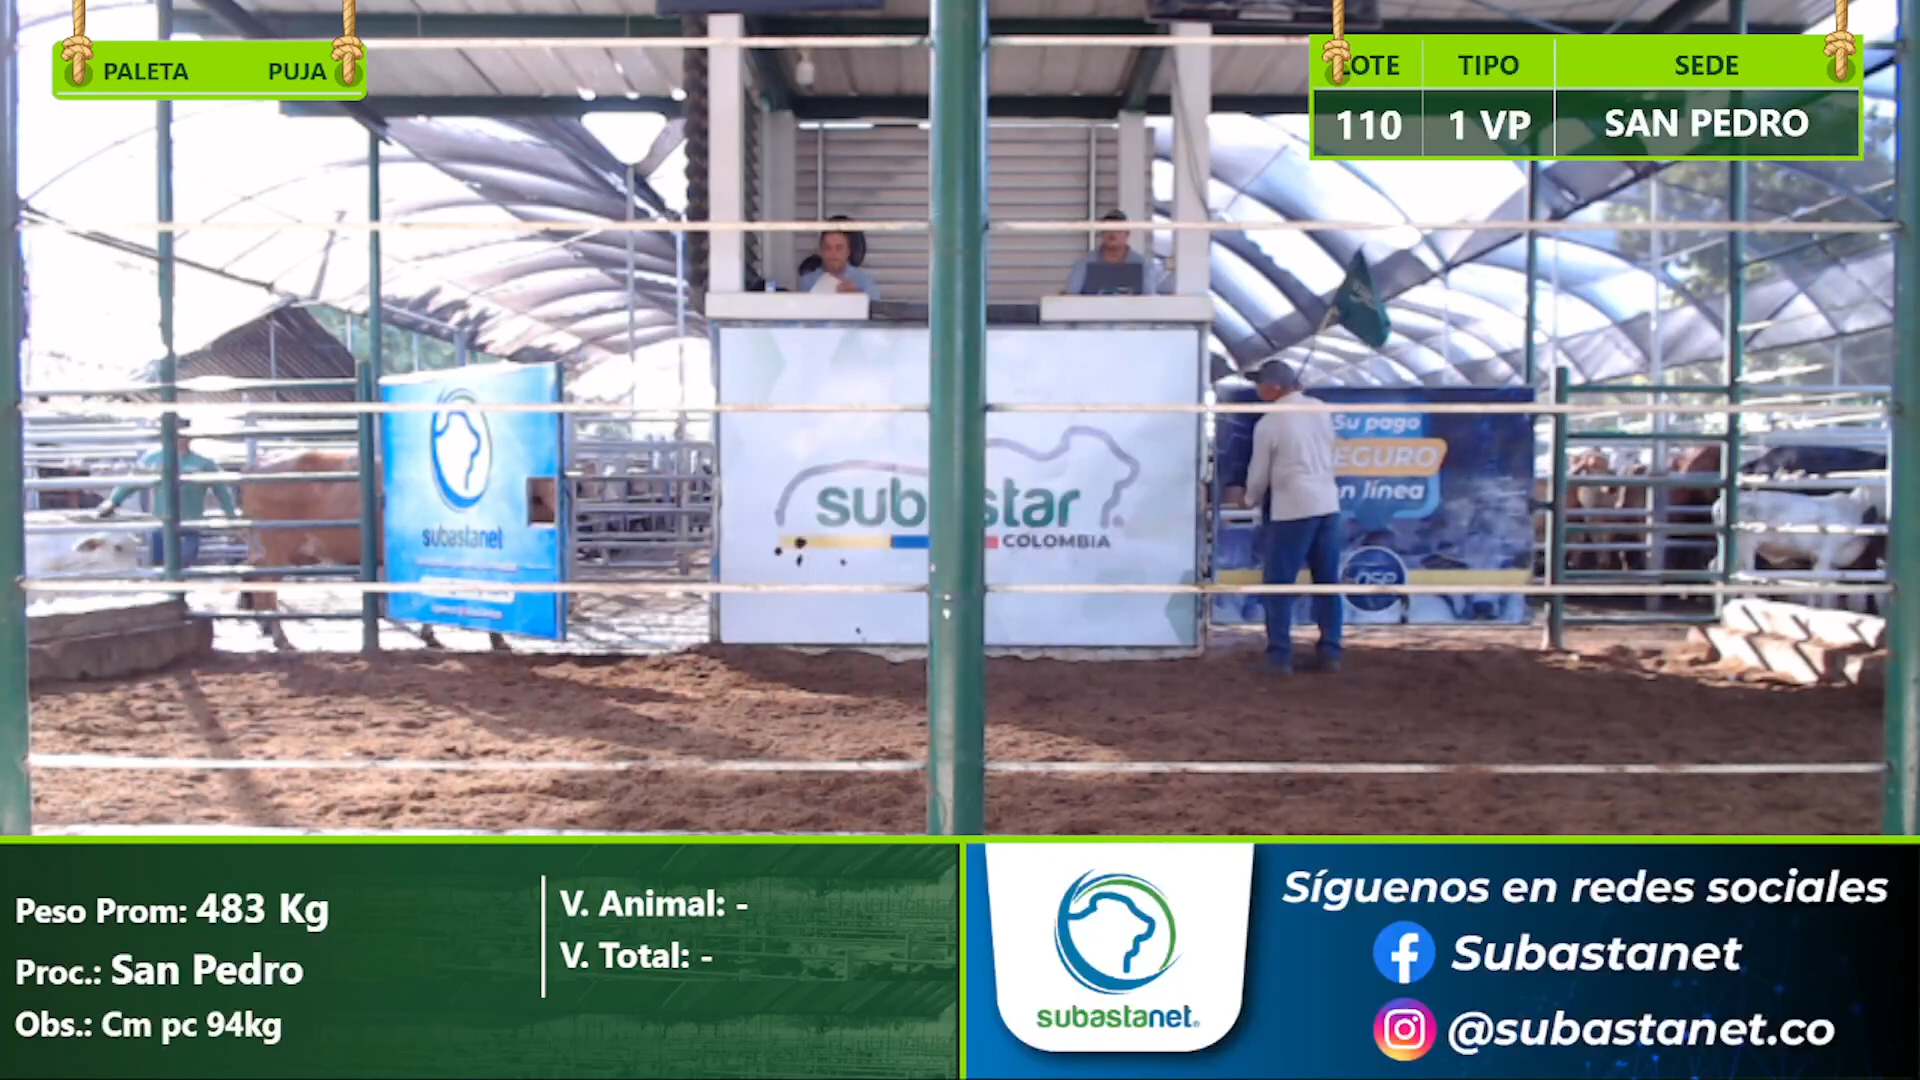 PALETA PUJA
LOTE TIPO SEDE
110 1 VP SAN PEDRO
Su pago
SEGURO
en línea
subastanet
subastar
COLOMBIA
Peso Prom: 483 Kg
Proc.: San Pedro
Obs.: Cm pc 94kg
V. Animal: -
V. Total: -
subastanet
Síguenos en redes sociales
Subastanet
@subastanet.co